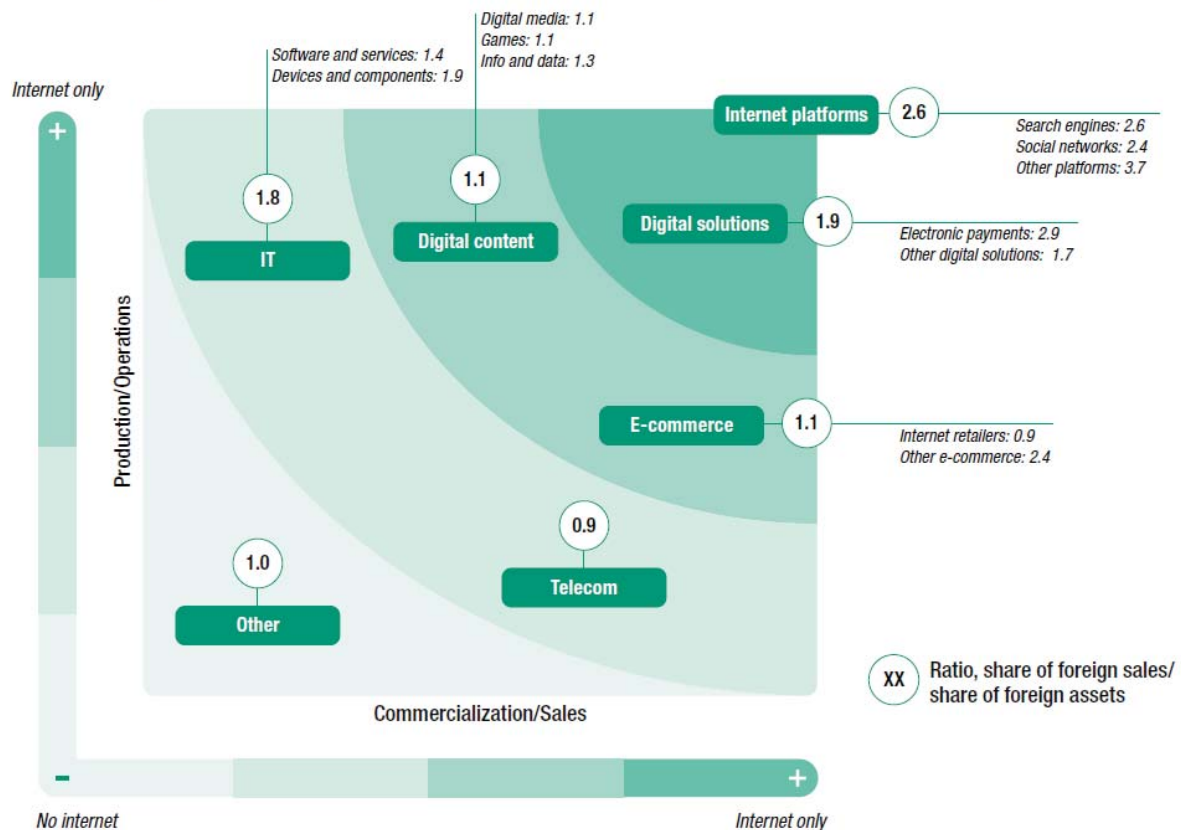 Digital media: 1.1
Games: 1.1
Info and data: 1.3
Software and services: 1.4
Devices and components: 1.9
Internet only
+
Internet platforms
2.6
Search engines: 2.6
Social networks: 2.4
Other platforms: 3.7
1.8
IT
1.1
Digital content
Digital solutions
1.9
Electronic payments: 2.9
Other digital solutions: 1.7
Production/Operations
E-commerce
1.1
Internet retailers: 0.9
Other e-commerce: 2.4
0.9
Telecom
1.0
Other
XX
Ratio, share of foreign sales/
share of foreign assets
Commercialization/Sales
-
+
No internet
Internet only